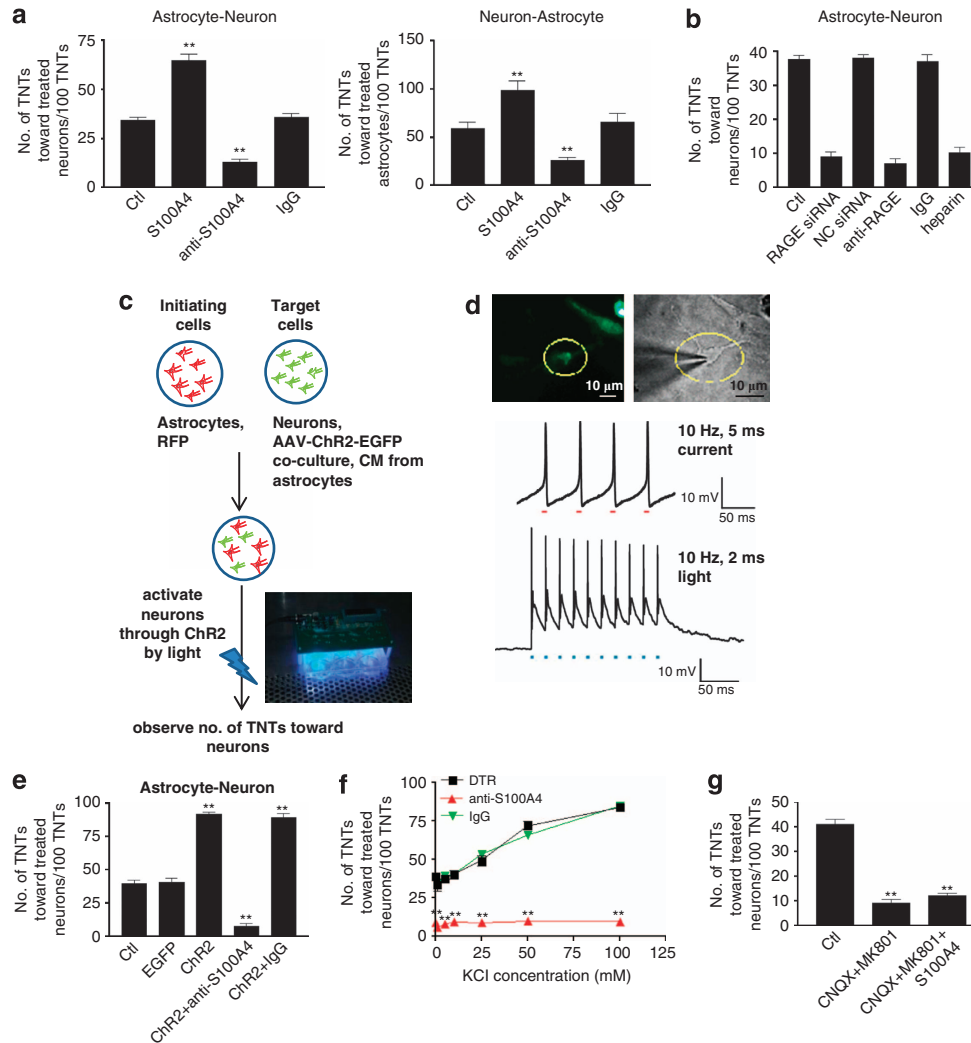 a
Astrocyte-Neuron
No. of TNTs
toward treated
neurons/100 TNTs
75
50
25
0
**
**
Ctl
S100A4
anti-S100A4
IgG
Neuron-Astrocyte
No. of TNTs
toward treated
astrocytes/100 TNTs
150
100
50
0
**
**
Ctl
S100A4
anti-S100A4
IgG
b
Astrocyte-Neuron
No. of TNTs
toward
neurons/100 TNTs
40
30
20
10
0
Ctl
RAGE siRNA
NC siRNA
anti-RAGE
IgG
heparin
c
Initiating
cells
Target
cells
Astrocytes,
RFP
Neurons,
AAV-ChR2-EGFP
co-culture, CM from
astrocytes
activate
neurons
through ChR2
by light
observe no. of TNTs toward
neurons
d
10 μm
10 μm
10 Hz, 5 ms
current
10 mV
50 ms
10 Hz, 2 ms
light
10 mV
50 ms
e
Astrocyte-Neuron
No. of TNTs
toward treated
neurons/100 TNTs
100
75
50
25
0
**
**
**
Ctl
EGFP
ChR2
ChR2+anti-S100A4
ChR2+IgG
f
No. of TNTs
toward treated
neurons/100 TNTs
100
75
50
25
0
DTR
anti-S100A4
IgG
**
**
**
**
**
**
0
25
50
75
100
125
KCl concentration (mM)
g
No. of TNTs
toward treated
neurons/100 TNTs
50
40
30
20
10
0
**
**
Ctl
CNQX+MK801
CNQX+MK801+
S100A4